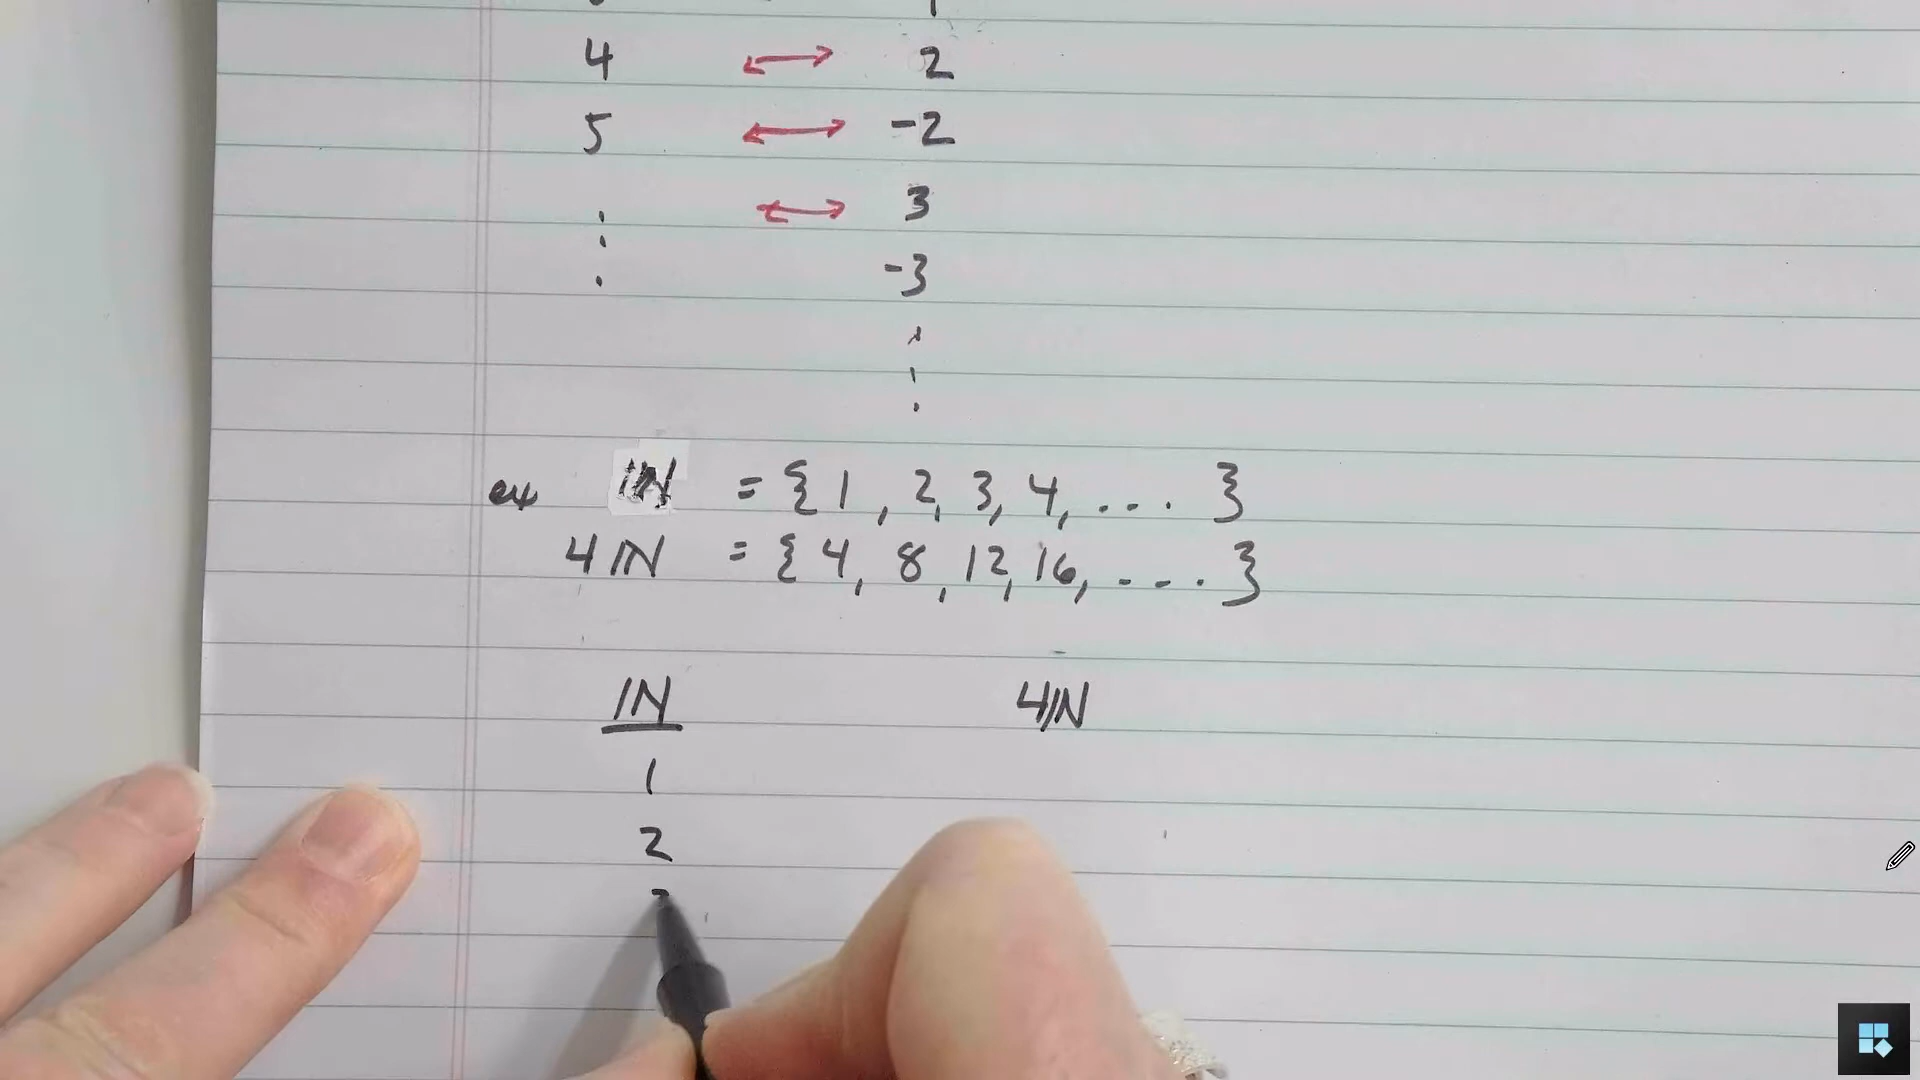 4 ↔ 2
5 ↔ -2
⋮ ↔ 3
-3
⋮
ex ℕ = {1, 2, 3, 4, ... }
4ℕ = {4, 8, 12, 16, ... }
ℕ 4ℕ
1
2